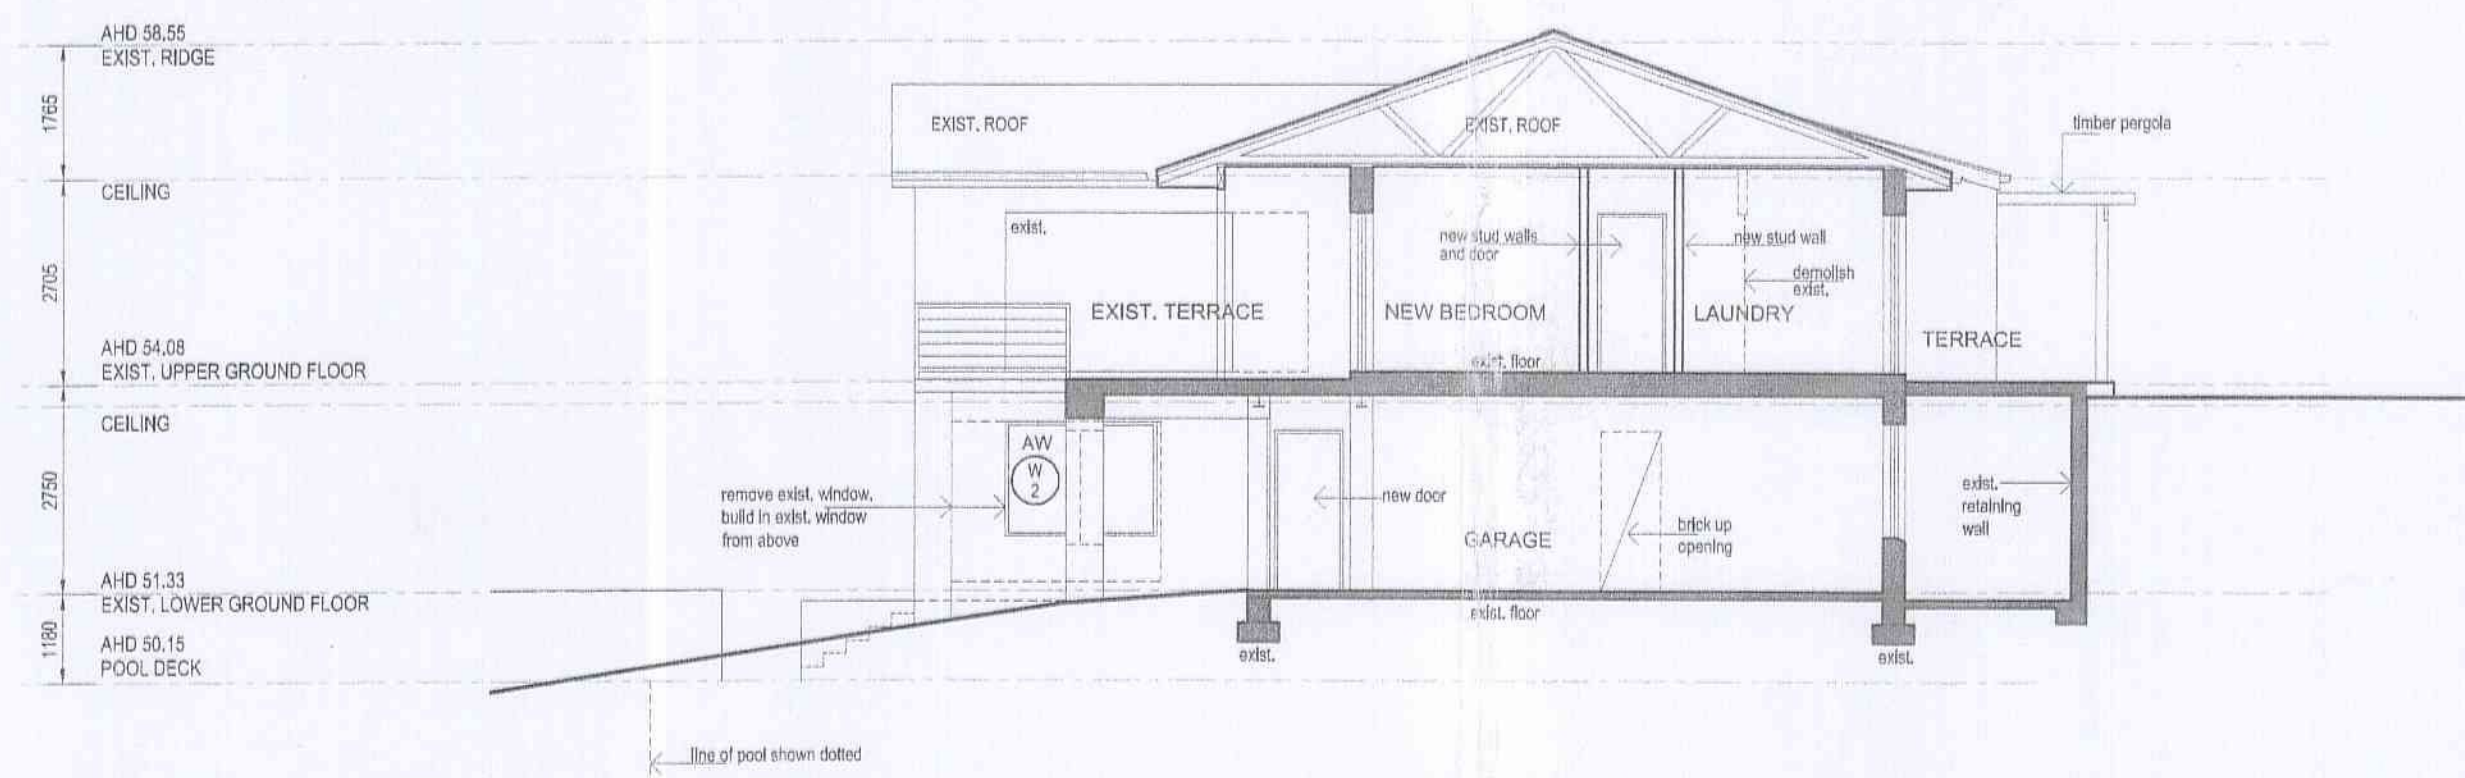 AHD 58.55
EXIST. RIDGE
1765
EXIST. ROOF
EXIST. ROOF
timber pergola
CEILING
2705
exist.
new stud walls
and door
new stud wall
demolish
exist.
EXIST. TERRACE
NEW BEDROOM
LAUNDRY
TERRACE
AHD 54.08
EXIST. UPPER GROUND FLOOR
exist. floor
CEILING
2750
AW
W
2
remove exist. window.
build in exist. window
from above
new door
GARAGE
brick up
opening
exist.
retaining
wall
AHD 51.33
EXIST. LOWER GROUND FLOOR
exist. floor
1180
AHD 50.15
POOL DECK
exist.
exist.
line of pool shown dotted